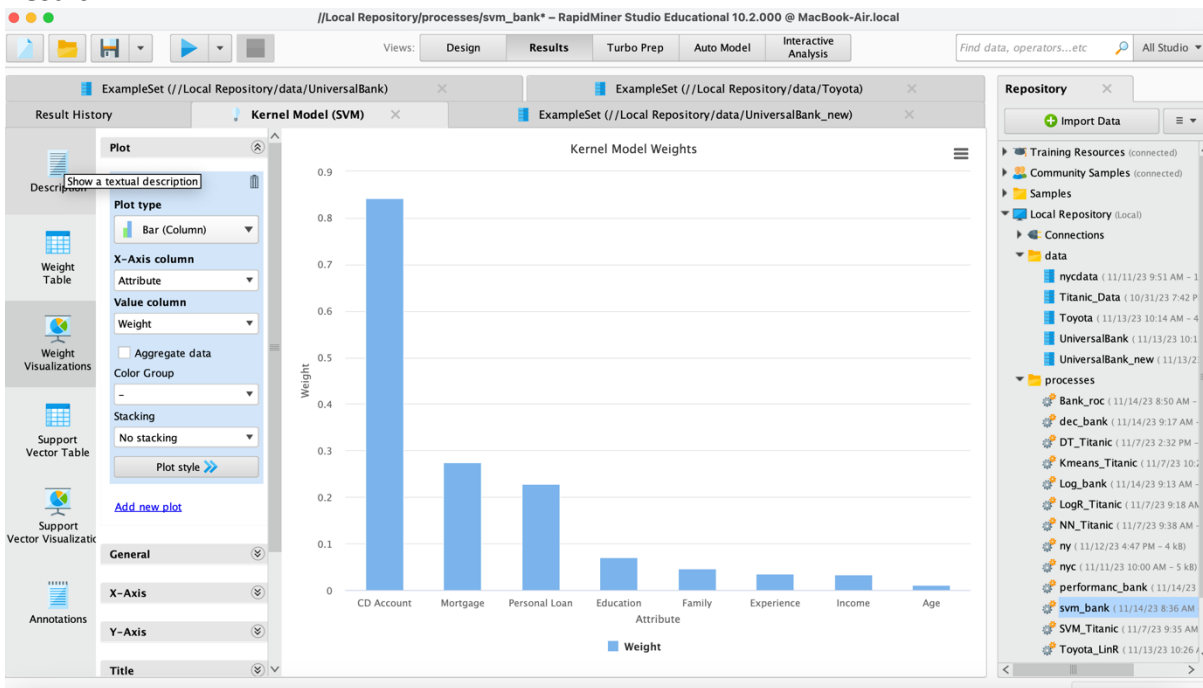 //Local Repository/processes/svm_bank* – RapidMiner Studio Educational 10.2.000 @ MacBook-Air.local
Views: Design Results Turbo Prep Auto Model Interactive Analysis
Find data, operators...etc All Studio
ExampleSet (//Local Repository/data/UniversalBank)
ExampleSet (//Local Repository/data/Toyota)
Result History
Kernel Model (SVM)
ExampleSet (//Local Repository/data/UniversalBank_new)
Description
Show a textual description
Weight
Table
Weight
Visualizations
Support
Vector Table
Support
Vector Visualizatic
Annotations
Plot
Plot type
Bar (Column)
X-Axis column
Attribute
Value column
Weight
Aggregate data
Color Group
–
Stacking
No stacking
Plot style
Add new plot
General
X-Axis
Y-Axis
Title
Kernel Model Weights
0.9
0.8
0.7
0.6
0.5
0.4
0.3
0.2
0.1
0
Weight
CD Account Mortgage Personal Loan Education Family Experience Income Age
Attribute
Weight
Repository
Import Data
Training Resources (connected)
Community Samples (connected)
Samples
Local Repository (Local)
Connections
data
nycdata (11/11/23 9:51 AM – 1
Titanic_Data (10/31/23 7:42 P
Toyota (11/13/23 10:14 AM – 4
UniversalBank (11/13/23 10:1
UniversalBank_new (11/13/2
processes
Bank_roc (11/14/23 8:50 AM –
dec_bank (11/14/23 9:17 AM –
DT_Titanic (11/7/23 2:32 PM –
Kmeans_Titanic (11/7/23 10:2
Log_bank (11/14/23 9:13 AM –
LogR_Titanic (11/7/23 9:18 AM
NN_Titanic (11/7/23 9:38 AM –
ny (11/12/23 4:47 PM – 4 kB)
nyc (11/11/23 10:00 AM – 5 kB)
performanc_bank (11/14/23
svm_bank (11/14/23 8:36 AM
SVM_Titanic (11/7/23 9:35 AM
Toyota_LinR (11/13/23 10:26